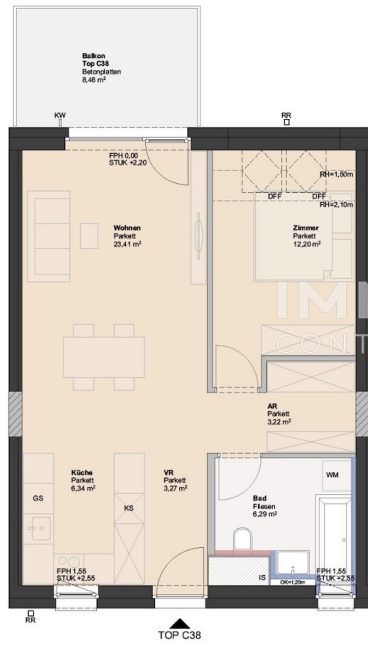 Balkon
Top C38
Betonplatten
8,46 m²
KW
RR
FPH 0,00
STUK +2,20
RH=1,50m
DFF
DFF
RH=2,10m
Wohnen
Parkett
23,41 m²
Zimmer
Parkett
12,20 m²
IM
CONT
AR
Parkett
3,22 m²
Küche
Parkett
6,34 m²
VR
Parkett
3,27 m²
WM
GS
KS
Bad
Fliesen
6,29 m²
FPH 1,55
STUK +2,55
IS
OK=1,20m
FPH 1,55
STUK +2,55
RR
TOP C38